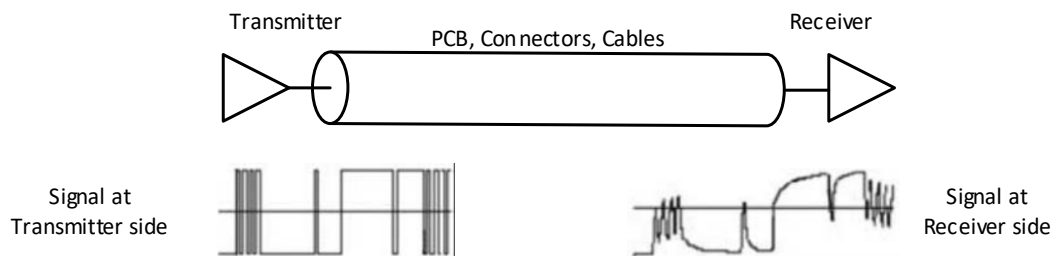 Transmitter
PCB, Connectors, Cables
Receiver
Signal at
Transmitter side
Signal at
Receiver side